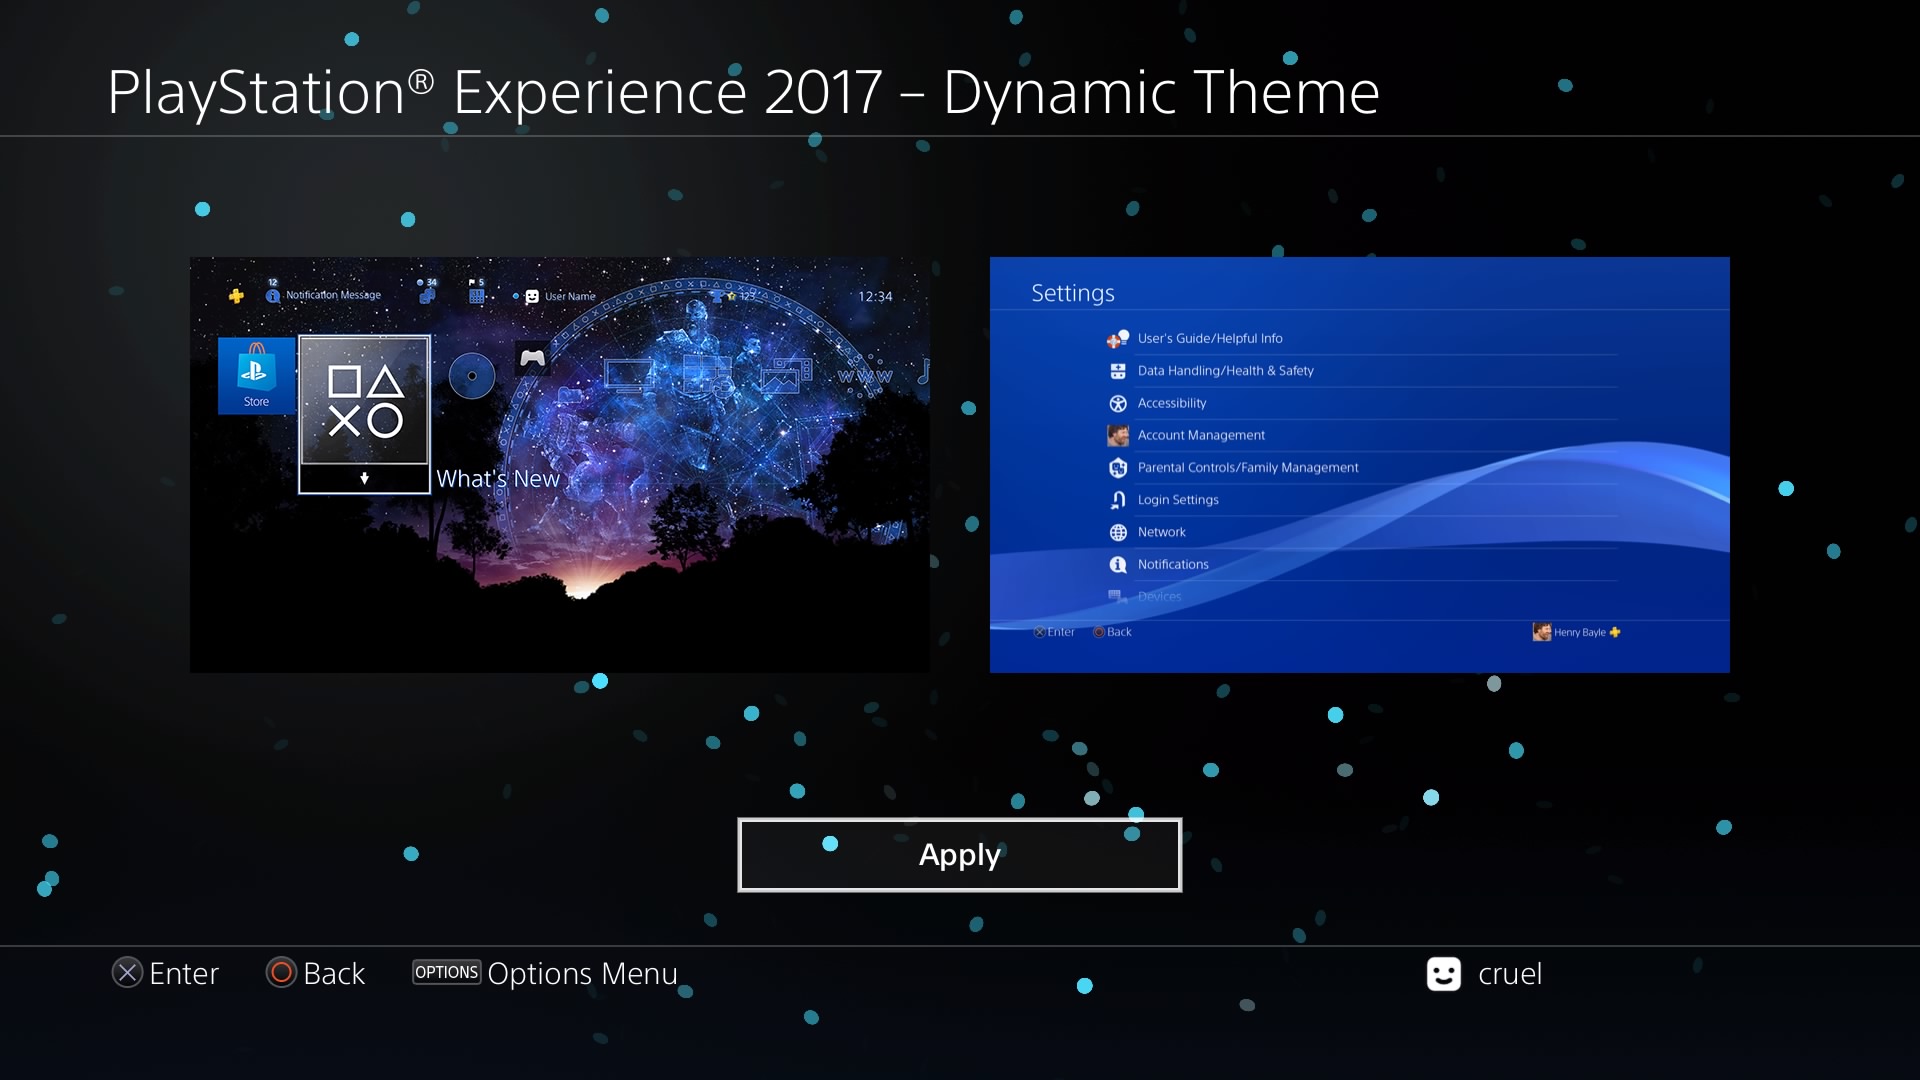 PlayStation® Experience 2017 – Dynamic Theme
12
Notification Message
34
5
User Name
123
12:34
Store
WWW
What's New
Settings
User's Guide/Helpful Info
Data Handling/Health & Safety
Accessibility
Account Management
Parental Controls/Family Management
Login Settings
Network
Notifications
Devices
Enter
Back
Henry Bayle
Apply
Enter
Back
OPTIONS Options Menu
cruel